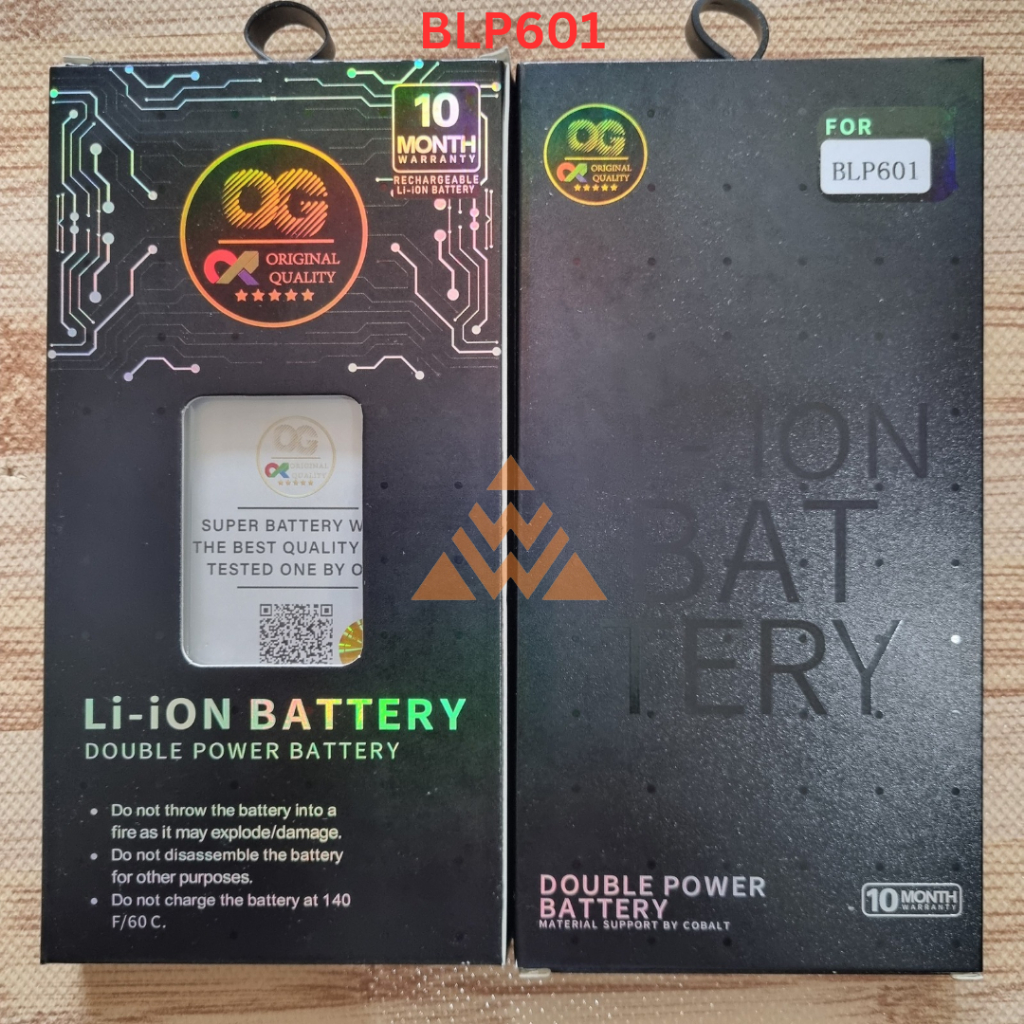 BLP601
10
MONTH
WARRANTY
RECHARGEABLE
Li-iON BATTERY
OG
ORIGINAL
QUALITY
OG
ORIGINAL
QUALITY
SUPER BATTERY W
THE BEST QUALITY
TESTED ONE BY O
Li-iON BATTERY
DOUBLE POWER BATTERY
• Do not throw the battery into a
fire as it may explode/damage.
• Do not disassemble the battery
for other purposes.
• Do not charge the battery at 140
F/60 C.
OG
ORIGINAL
QUALITY
FOR
BLP601
-ION
BAT
TERY
DOUBLE POWER
BATTERY
MATERIAL SUPPORT BY COBALT
10 MONTH
WARRANTY